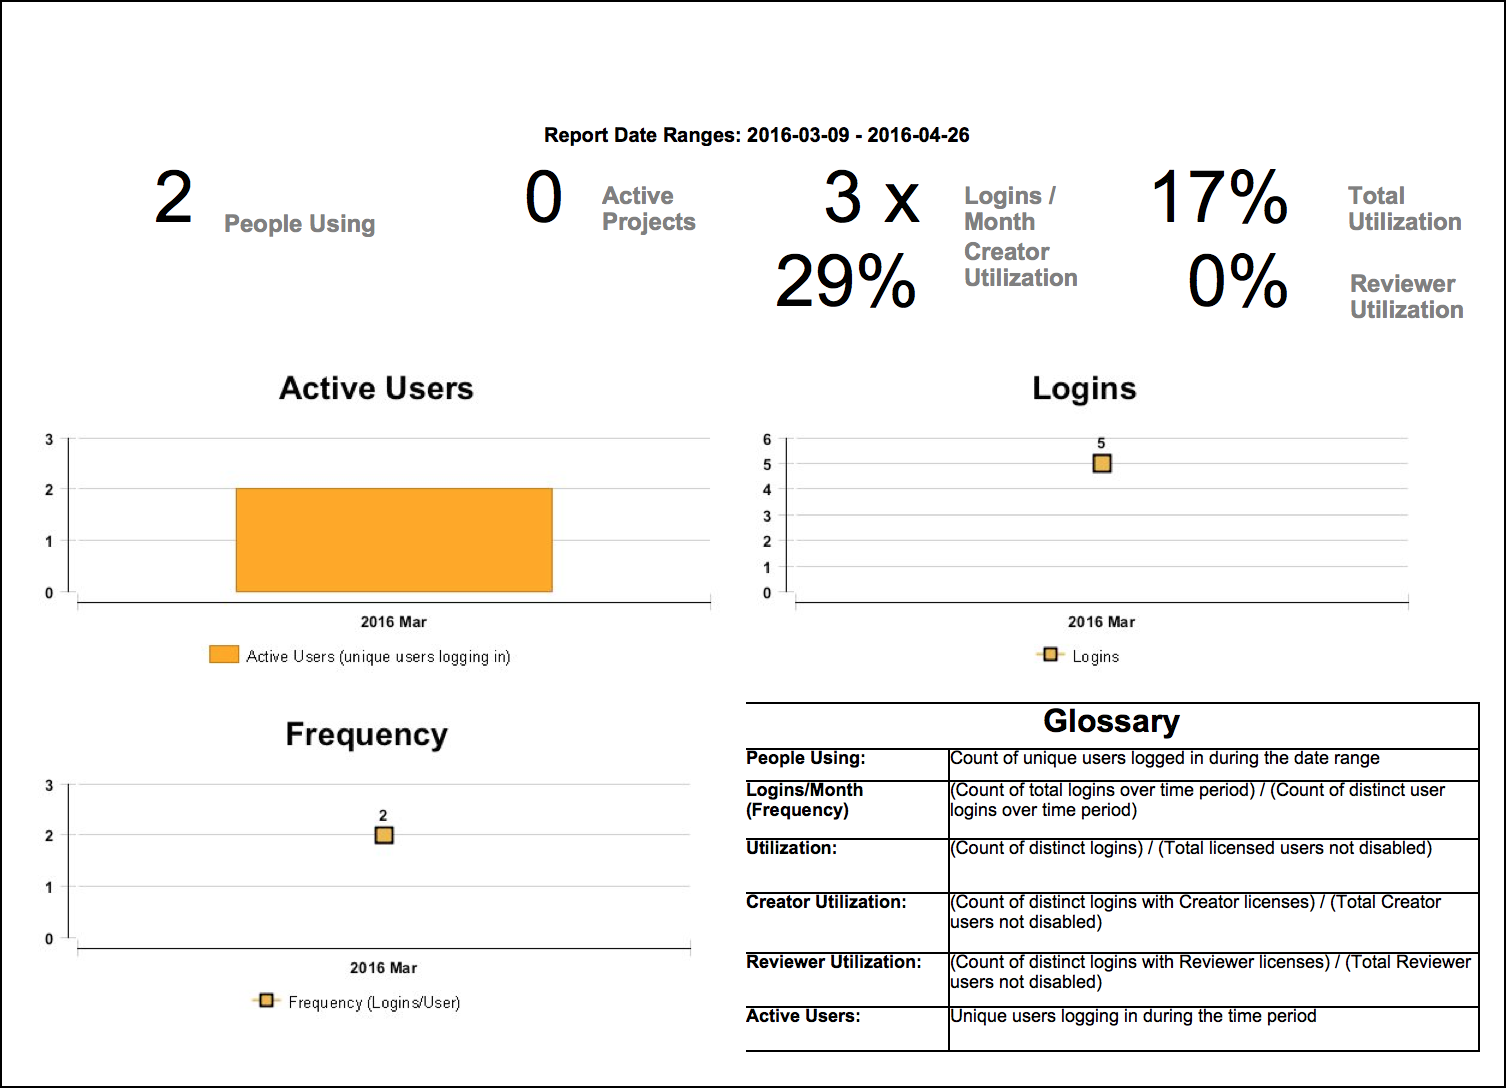 Report Date Ranges: 2016-03-09 - 2016-04-26
2 People Using
0 Active
Projects
3 x Logins /
Month
17% Total
Utilization
29% Creator
Utilization
0% Reviewer
Utilization
Active Users
3
2
1
0
2016 Mar
Active Users (unique users logging in)
Logins
6
5
4
3
2
1
0
5
2016 Mar
Logins
Frequency
3
2
1
0
2
2016 Mar
Frequency (Logins/User)
Glossary
People Using: Count of unique users logged in during the date range
Logins/Month (Count of total logins over time period) / (Count of distinct user
(Frequency) logins over time period)
Utilization: (Count of distinct logins) / (Total licensed users not disabled)
Creator Utilization: (Count of distinct logins with Creator licenses) / (Total Creator
users not disabled)
Reviewer Utilization: (Count of distinct logins with Reviewer licenses) / (Total Reviewer
users not disabled)
Active Users: Unique users logging in during the time period